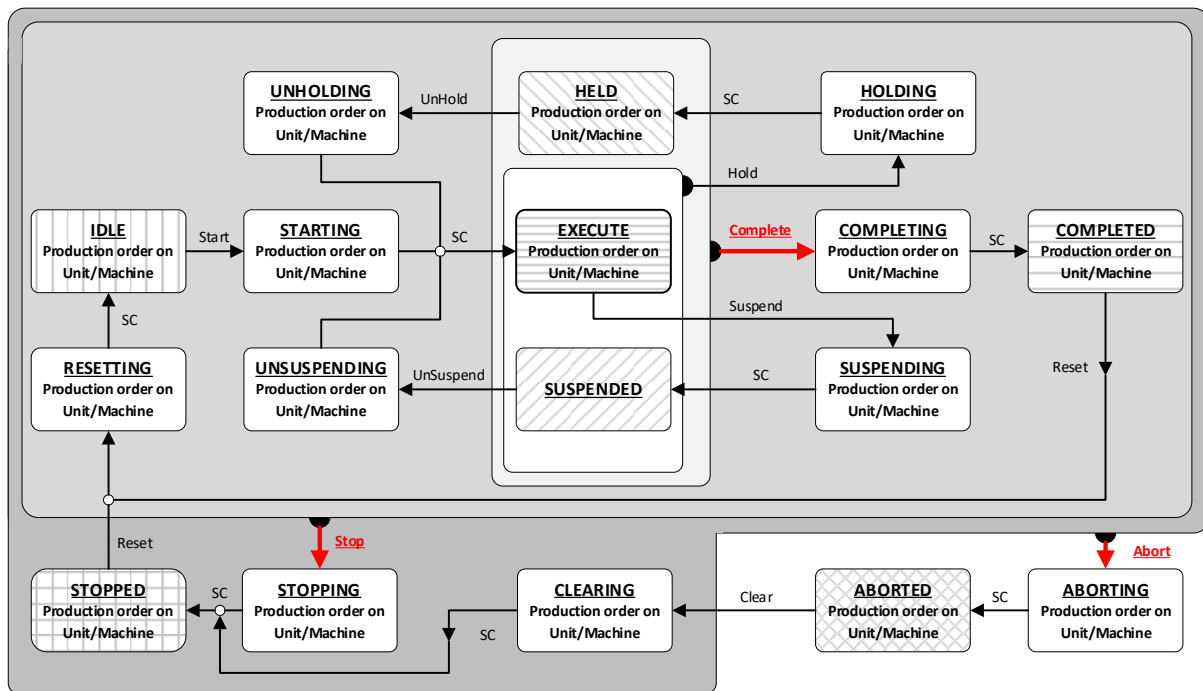 UNHOLDING
Production order on
Unit/Machine
UnHold
HELD
Production order on
Unit/Machine
SC
HOLDING
Production order on
Unit/Machine
Hold
IDLE
Production order on
Unit/Machine
Start
STARTING
Production order on
Unit/Machine
SC
EXECUTE
Production order on
Unit/Machine
Complete
COMPLETING
Production order on
Unit/Machine
SC
COMPLETED
Production order on
Unit/Machine
Suspend
SC
RESETTING
Production order on
Unit/Machine
UNSUSPENDING
Production order on
Unit/Machine
UnSuspend
SUSPENDED
SC
SUSPENDING
Production order on
Unit/Machine
Reset
Reset
Stop
Abort
STOPPED
Production order on
Unit/Machine
SC
STOPPING
Production order on
Unit/Machine
SC
CLEARING
Production order on
Unit/Machine
Clear
ABORTED
Production order on
Unit/Machine
SC
ABORTING
Production order on
Unit/Machine